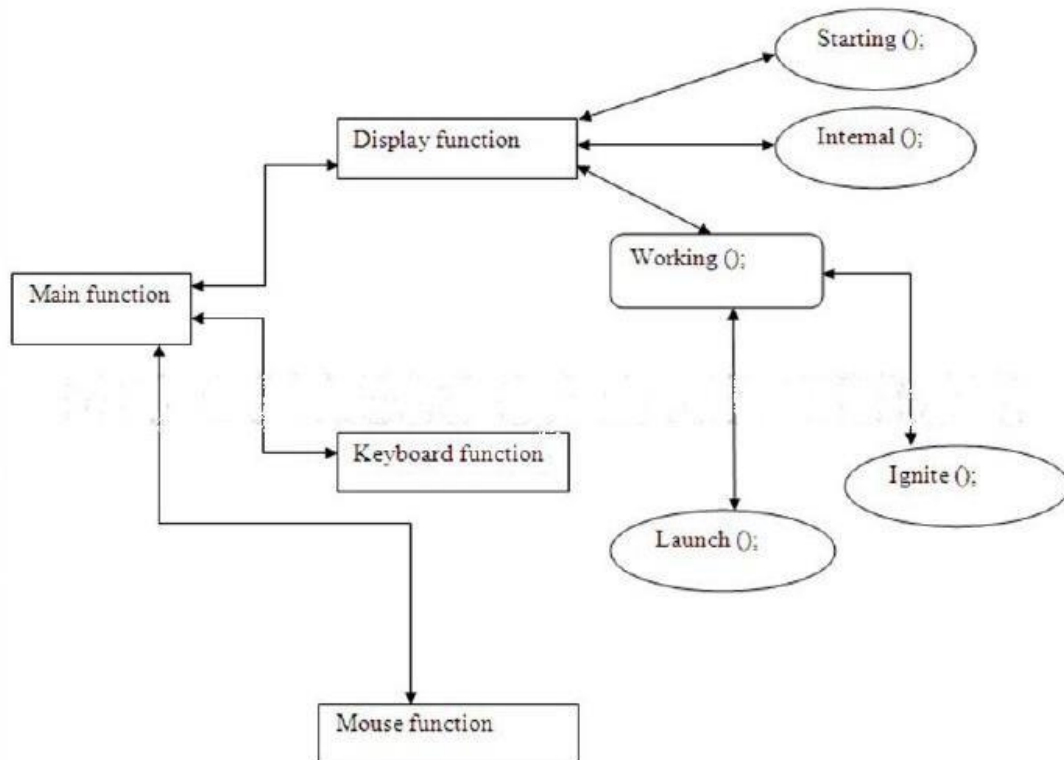 Starting ();
Display function
Internal ();
Working ();
Main function
Keyboard function
Ignite ();
Launch ();
Mouse function